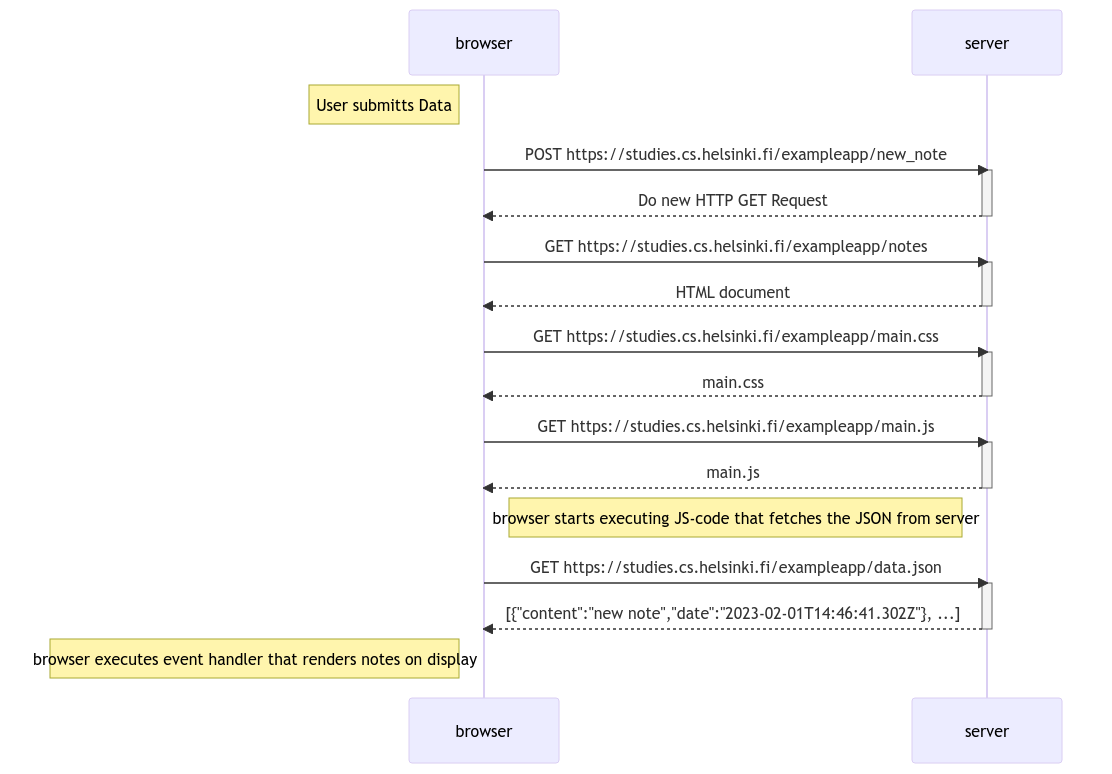 browser
server
User submitts Data
POST https://studies.cs.helsinki.fi/exampleapp/new_note
Do new HTTP GET Request
GET https://studies.cs.helsinki.fi/exampleapp/notes
HTML document
GET https://studies.cs.helsinki.fi/exampleapp/main.css
main.css
GET https://studies.cs.helsinki.fi/exampleapp/main.js
main.js
browser starts executing JS-code that fetches the JSON from server
GET https://studies.cs.helsinki.fi/exampleapp/data.json
[{"content":"new note","date":"2023-02-01T14:46:41.302Z"}, ...]
browser executes event handler that renders notes on display
browser
server